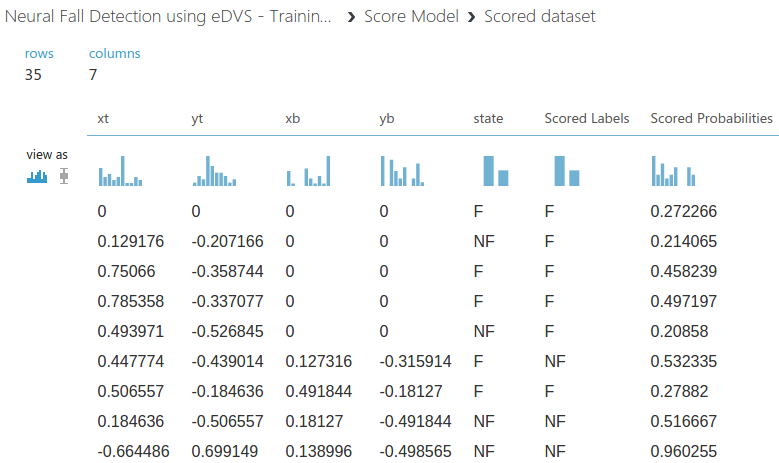 Neural Fall Detection using eDVS - Trainin... › Score Model › Scored dataset
rows columns
35 7
xt yt xb yb state Scored Labels Scored Probabilities
view as
0 0 0 0 F F 0.272266
0.129176 -0.207166 0 0 NF F 0.214065
0.75066 -0.358744 0 0 F F 0.458239
0.785358 -0.337077 0 0 F F 0.497197
0.493971 -0.526845 0 0 NF F 0.20858
0.447774 -0.439014 0.127316 -0.315914 F NF 0.532335
0.506557 -0.184636 0.491844 -0.18127 F F 0.27882
0.184636 -0.506557 0.18127 -0.491844 NF NF 0.516667
-0.664486 0.699149 0.138996 -0.498565 NF NF 0.960255